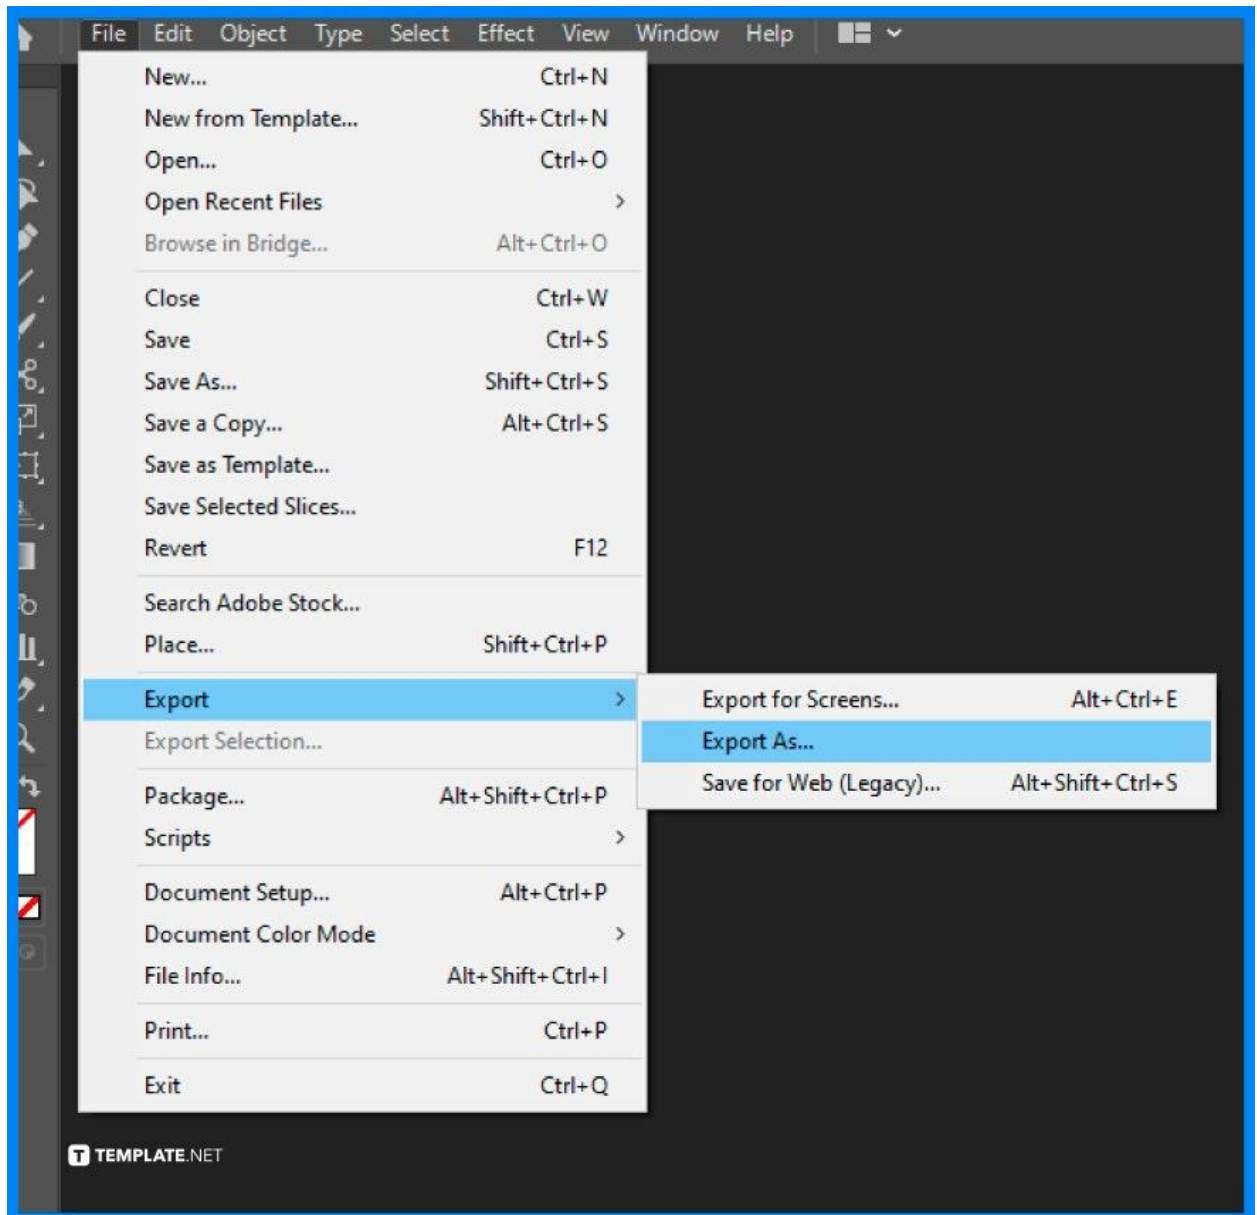 File Edit Object Type Select Effect View Window Help
New... Ctrl+N
New from Template... Shift+Ctrl+N
Open... Ctrl+O
Open Recent Files >
Browse in Bridge... Alt+Ctrl+O
Close Ctrl+W
Save Ctrl+S
Save As... Shift+Ctrl+S
Save a Copy... Alt+Ctrl+S
Save as Template...
Save Selected Slices...
Revert F12
Search Adobe Stock...
Place... Shift+Ctrl+P
Export >
Export for Screens... Alt+Ctrl+E
Export Selection...
Export As...
Save for Web (Legacy)... Alt+Shift+Ctrl+S
Package... Alt+Shift+Ctrl+P
Scripts >
Document Setup... Alt+Ctrl+P
Document Color Mode >
File Info... Alt+Shift+Ctrl+I
Print... Ctrl+P
Exit Ctrl+Q
T TEMPLATE.NET